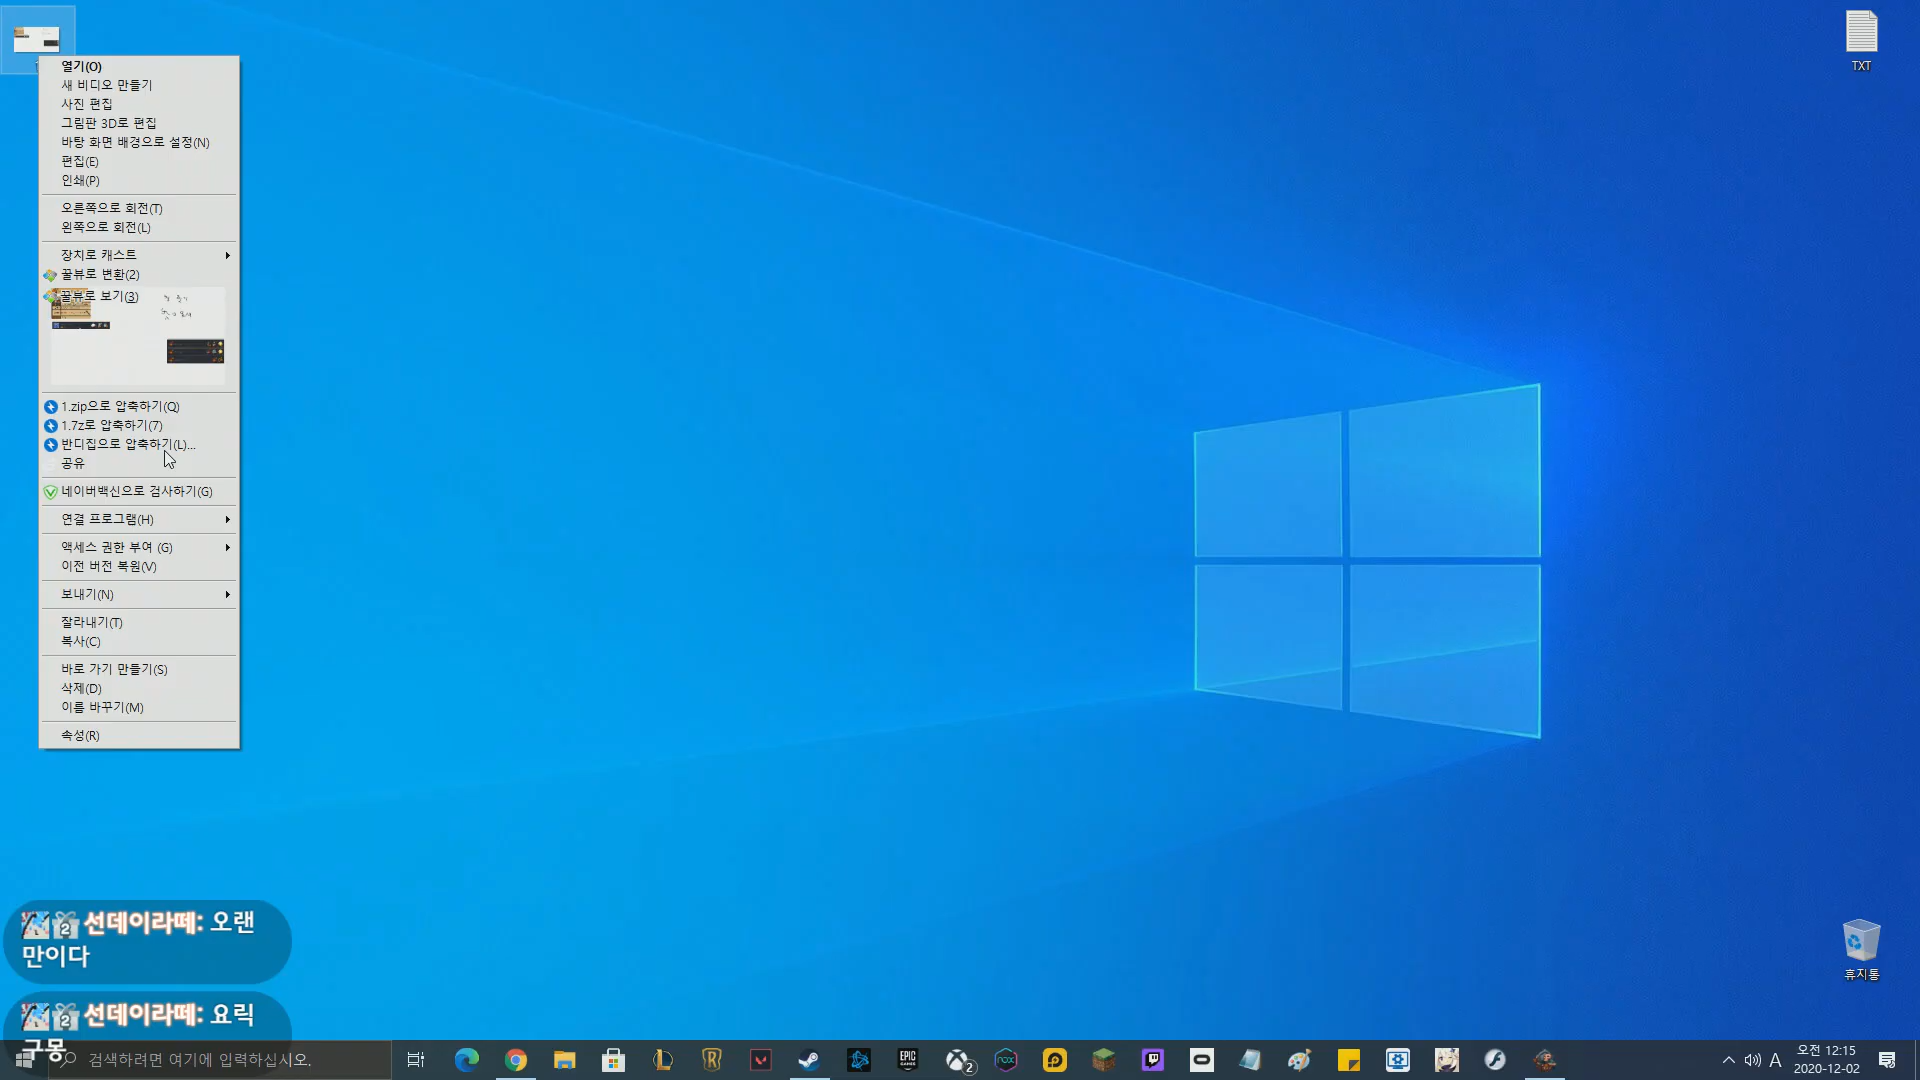 TXT
열기(O)
새 비디오 만들기
사진 편집
그림판 3D로 편집
바탕 화면 배경으로 설정(N)
편집(E)
인쇄(P)
오른쪽으로 회전(T)
왼쪽으로 회전(L)
장치로 캐스트
꿀뷰로 변환(2)
꿀뷰로 보기(3)
1.zip으로 압축하기(Q)
1.7z로 압축하기(7)
반디집으로 압축하기(L)...
공유
네이버백신으로 검사하기(G)
연결 프로그램(H)
액세스 권한 부여 (G)
이전 버전 복원(V)
보내기(N)
잘라내기(T)
복사(C)
바로 가기 만들기(S)
삭제(D)
이름 바꾸기(M)
속성(R)
2 선데이라떼: 오랜
만이다
휴지통
2 선데이라떼: 요릭
구몽
검색하려면 여기에 입력하십시오.
EPIC
GAMES
2
nox
A
오전 12:15
2020-12-02